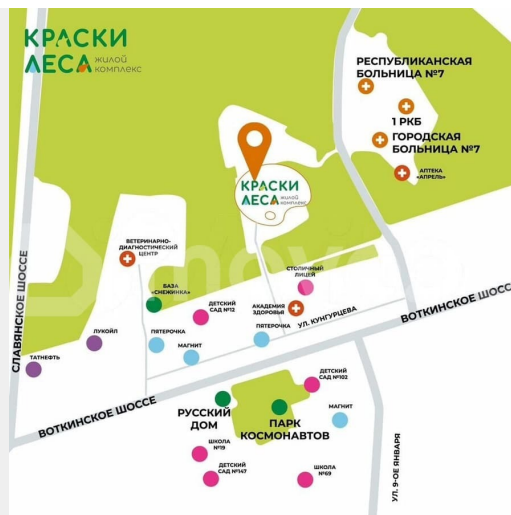 КРАСКИ
ЛЕСА жилой
комплекс
РЕСПУБЛИКАНСКАЯ
БОЛЬНИЦА №7
1 РКБ
ГОРОДСКАЯ
БОЛЬНИЦА №7
АПТЕКА
«АПРЕЛЬ»
КРАСКИ
ЛЕСА жилой
комплекс
ВЕТЕРИНАРНО-
ДИАГНОСТИЧЕСКИЙ
ЦЕНТР
СЛАВЯНСКОЕ ШОССЕ
БАЗА
«СНЕЖИНКА»
ДЕТСКИЙ
САД №12
СТОЛИЧНЫЙ
ЛИЦЕЙ
АКАДЕМИЯ
ЗДОРОВЬЯ
УЛ. КУНГУРЦЕВА
ВОТКИНСКОЕ ШОССЕ
ЛУКОЙЛ
ТАТНЕФТЬ
ПЯТЕРОЧКА
МАГНИТ
ПЯТЕРОЧКА
ВОТКИНСКОЕ ШОССЕ
ДЕТСКИЙ
САД №102
РУССКИЙ
ДОМ
ПАРК
КОСМОНАВТОВ
МАГНИТ
ШКОЛА
№19
ДЕТСКИЙ
САД №147
ШКОЛА
№69
УЛ. 9-ОЕ ЯНВАРЯ